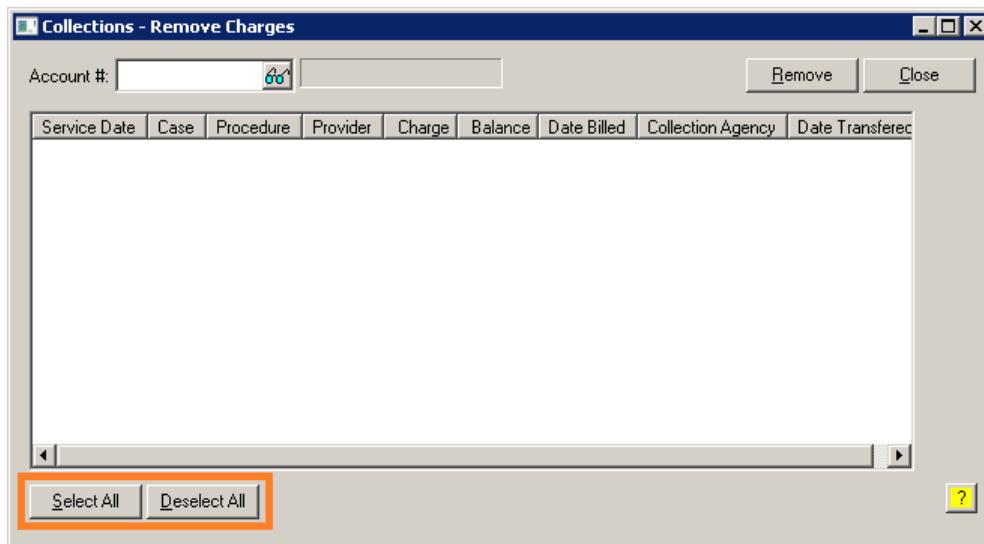 Collections - Remove Charges
Account #: Remove Close
Service Date Case Procedure Provider Charge Balance Date Billed Collection Agency Date Transfered
Select All Deselect All ?